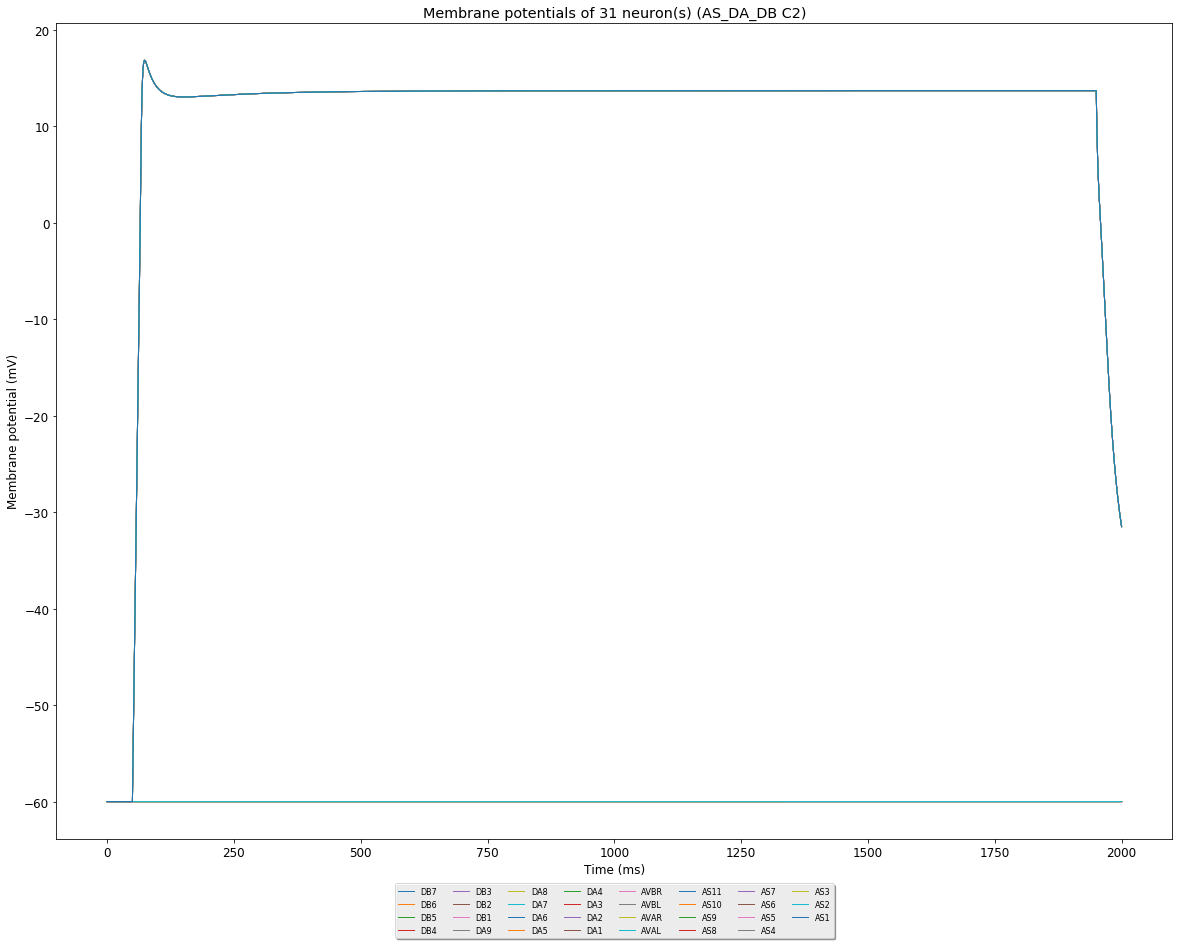 Membrane potentials of 31 neuron(s) (AS_DA_DB C2)
20
10
0
−10
−20
−30
−40
−50
−60
Membrane potential (mV)
0 250 500 750 1000 1250 1500 1750 2000
Time (ms)
DB7 DB3 DA8 DA4 AVBR AS11 AS7 AS3
DB6 DB2 DA7 DA3 AVBL AS10 AS6 AS2
DB5 DB1 DA6 DA2 AVAR AS9 AS5 AS1
DB4 DA9 DA5 DA1 AVAL AS8 AS4